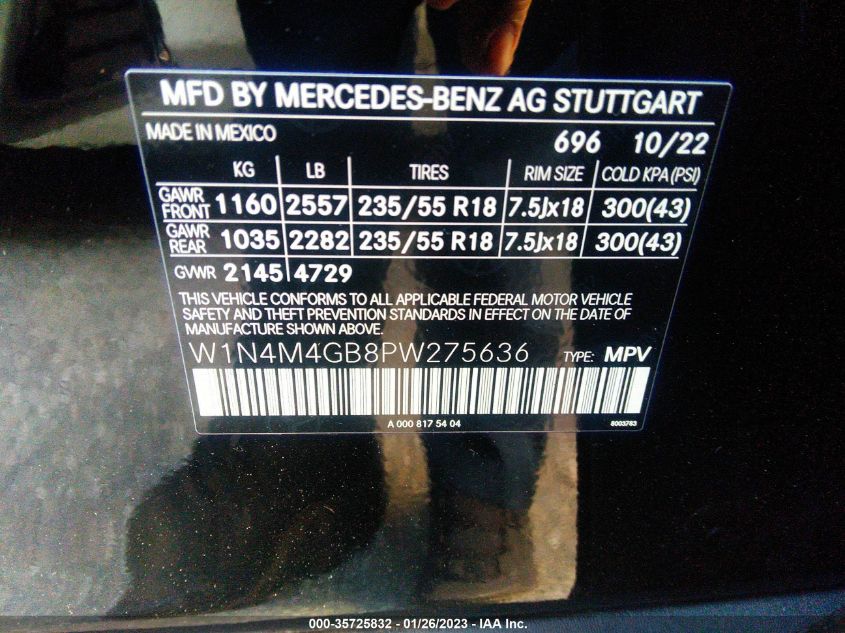 MFD BY MERCEDES-BENZ AG STUTTGART
MADE IN MEXICO 696 10/22
KG LB TIRES RIM SIZE COLD KPA (PSI)
GAWR FRONT 1160 2557 235/55 R18 7.5Jx18 300(43)
GAWR REAR 1035 2282 235/55 R18 7.5Jx18 300(43)
GVWR 2145 4729
THIS VEHICLE CONFORMS TO ALL APPLICABLE FEDERAL MOTOR VEHICLE
SAFETY AND THEFT PREVENTION STANDARDS IN EFFECT ON THE DATE OF
MANUFACTURE SHOWN ABOVE.
W1N4M4GB8PW275636 TYPE: MPV
A 000 817 54 04 8003763
000-35725832 - 01/26/2023 - IAA Inc.